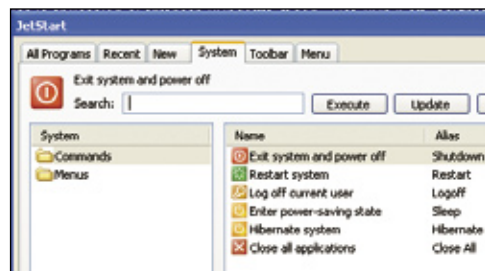 JetStart
All Programs Recent New System Toolbar Menu
Exit system and power off
Search: Execute Update
System Name Alias
Commands Exit system and power off Shutdown
Menus Restart system Restart
Log off current user Logoff
Enter power-saving state Sleep
Hibernate system Hibernate
Close all applications Close All